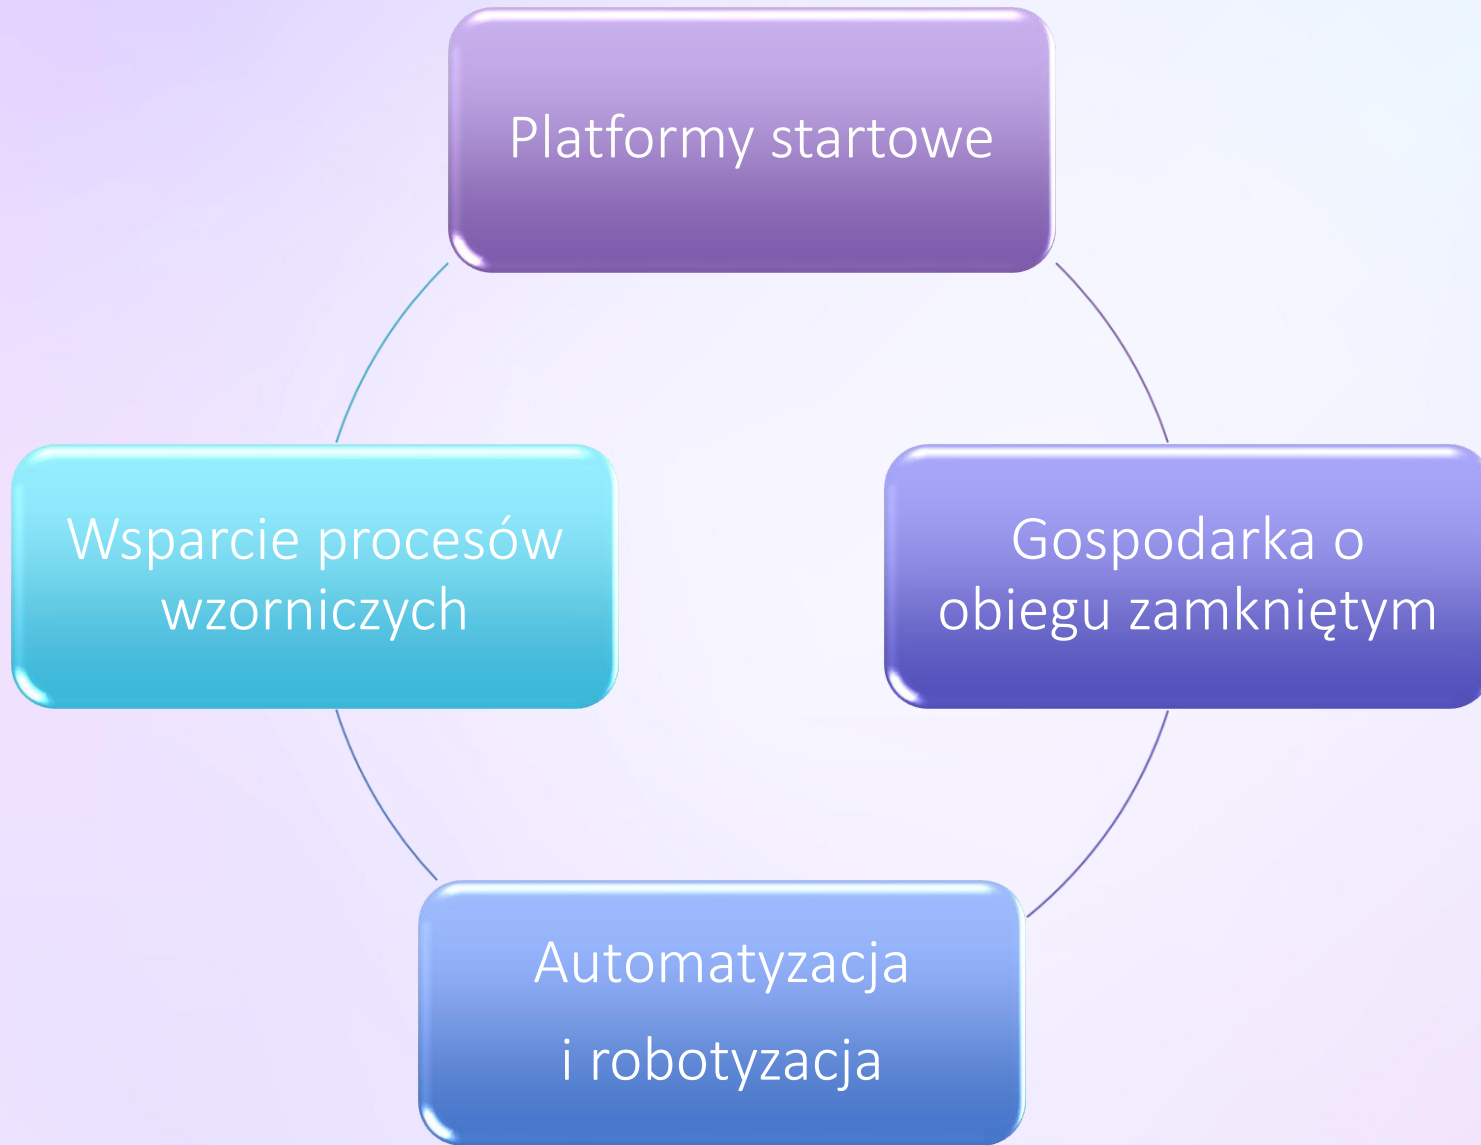 Platformy startowe
Wsparcie procesów
wzorniczych
Gospodarka o
obiegu zamkniętym
Automatyzacja
i robotyzacja